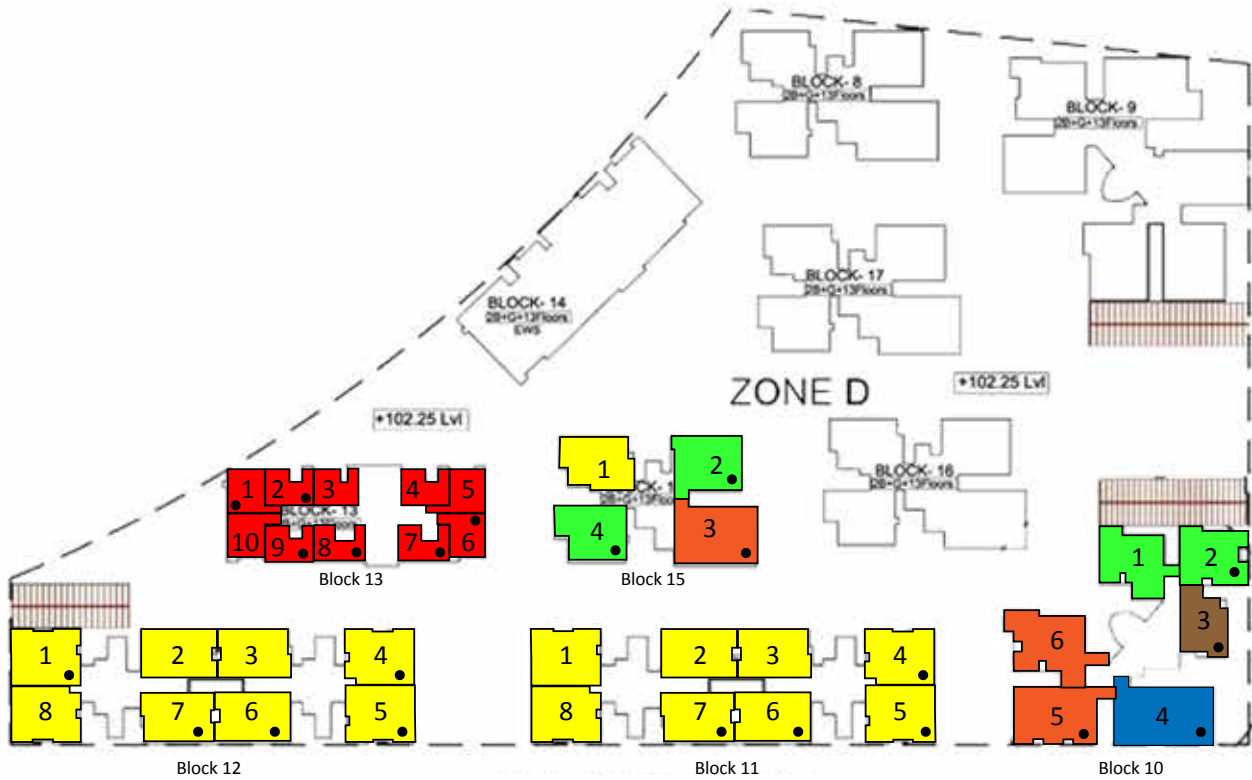 BLOCK- 8
2B+G+13Floors
BLOCK- 9
2B+G+13Floors
BLOCK- 17
2B+G+13Floors
BLOCK- 14
2B+G+13Floors
EWS
ZONE D
+102.25 Lvl
+102.25 Lvl
1 2 3 4 5
BLOCK- 13
10 9 8 7 6
Block 13
1 2
4 3
Block 15
BLOCK- 16
2B+G+13Floors
1 2
3
6
5 4
Block 10
1 2 3 4
8 7 6 5
Block 12
1 2 3 4
8 7 6 5
Block 11